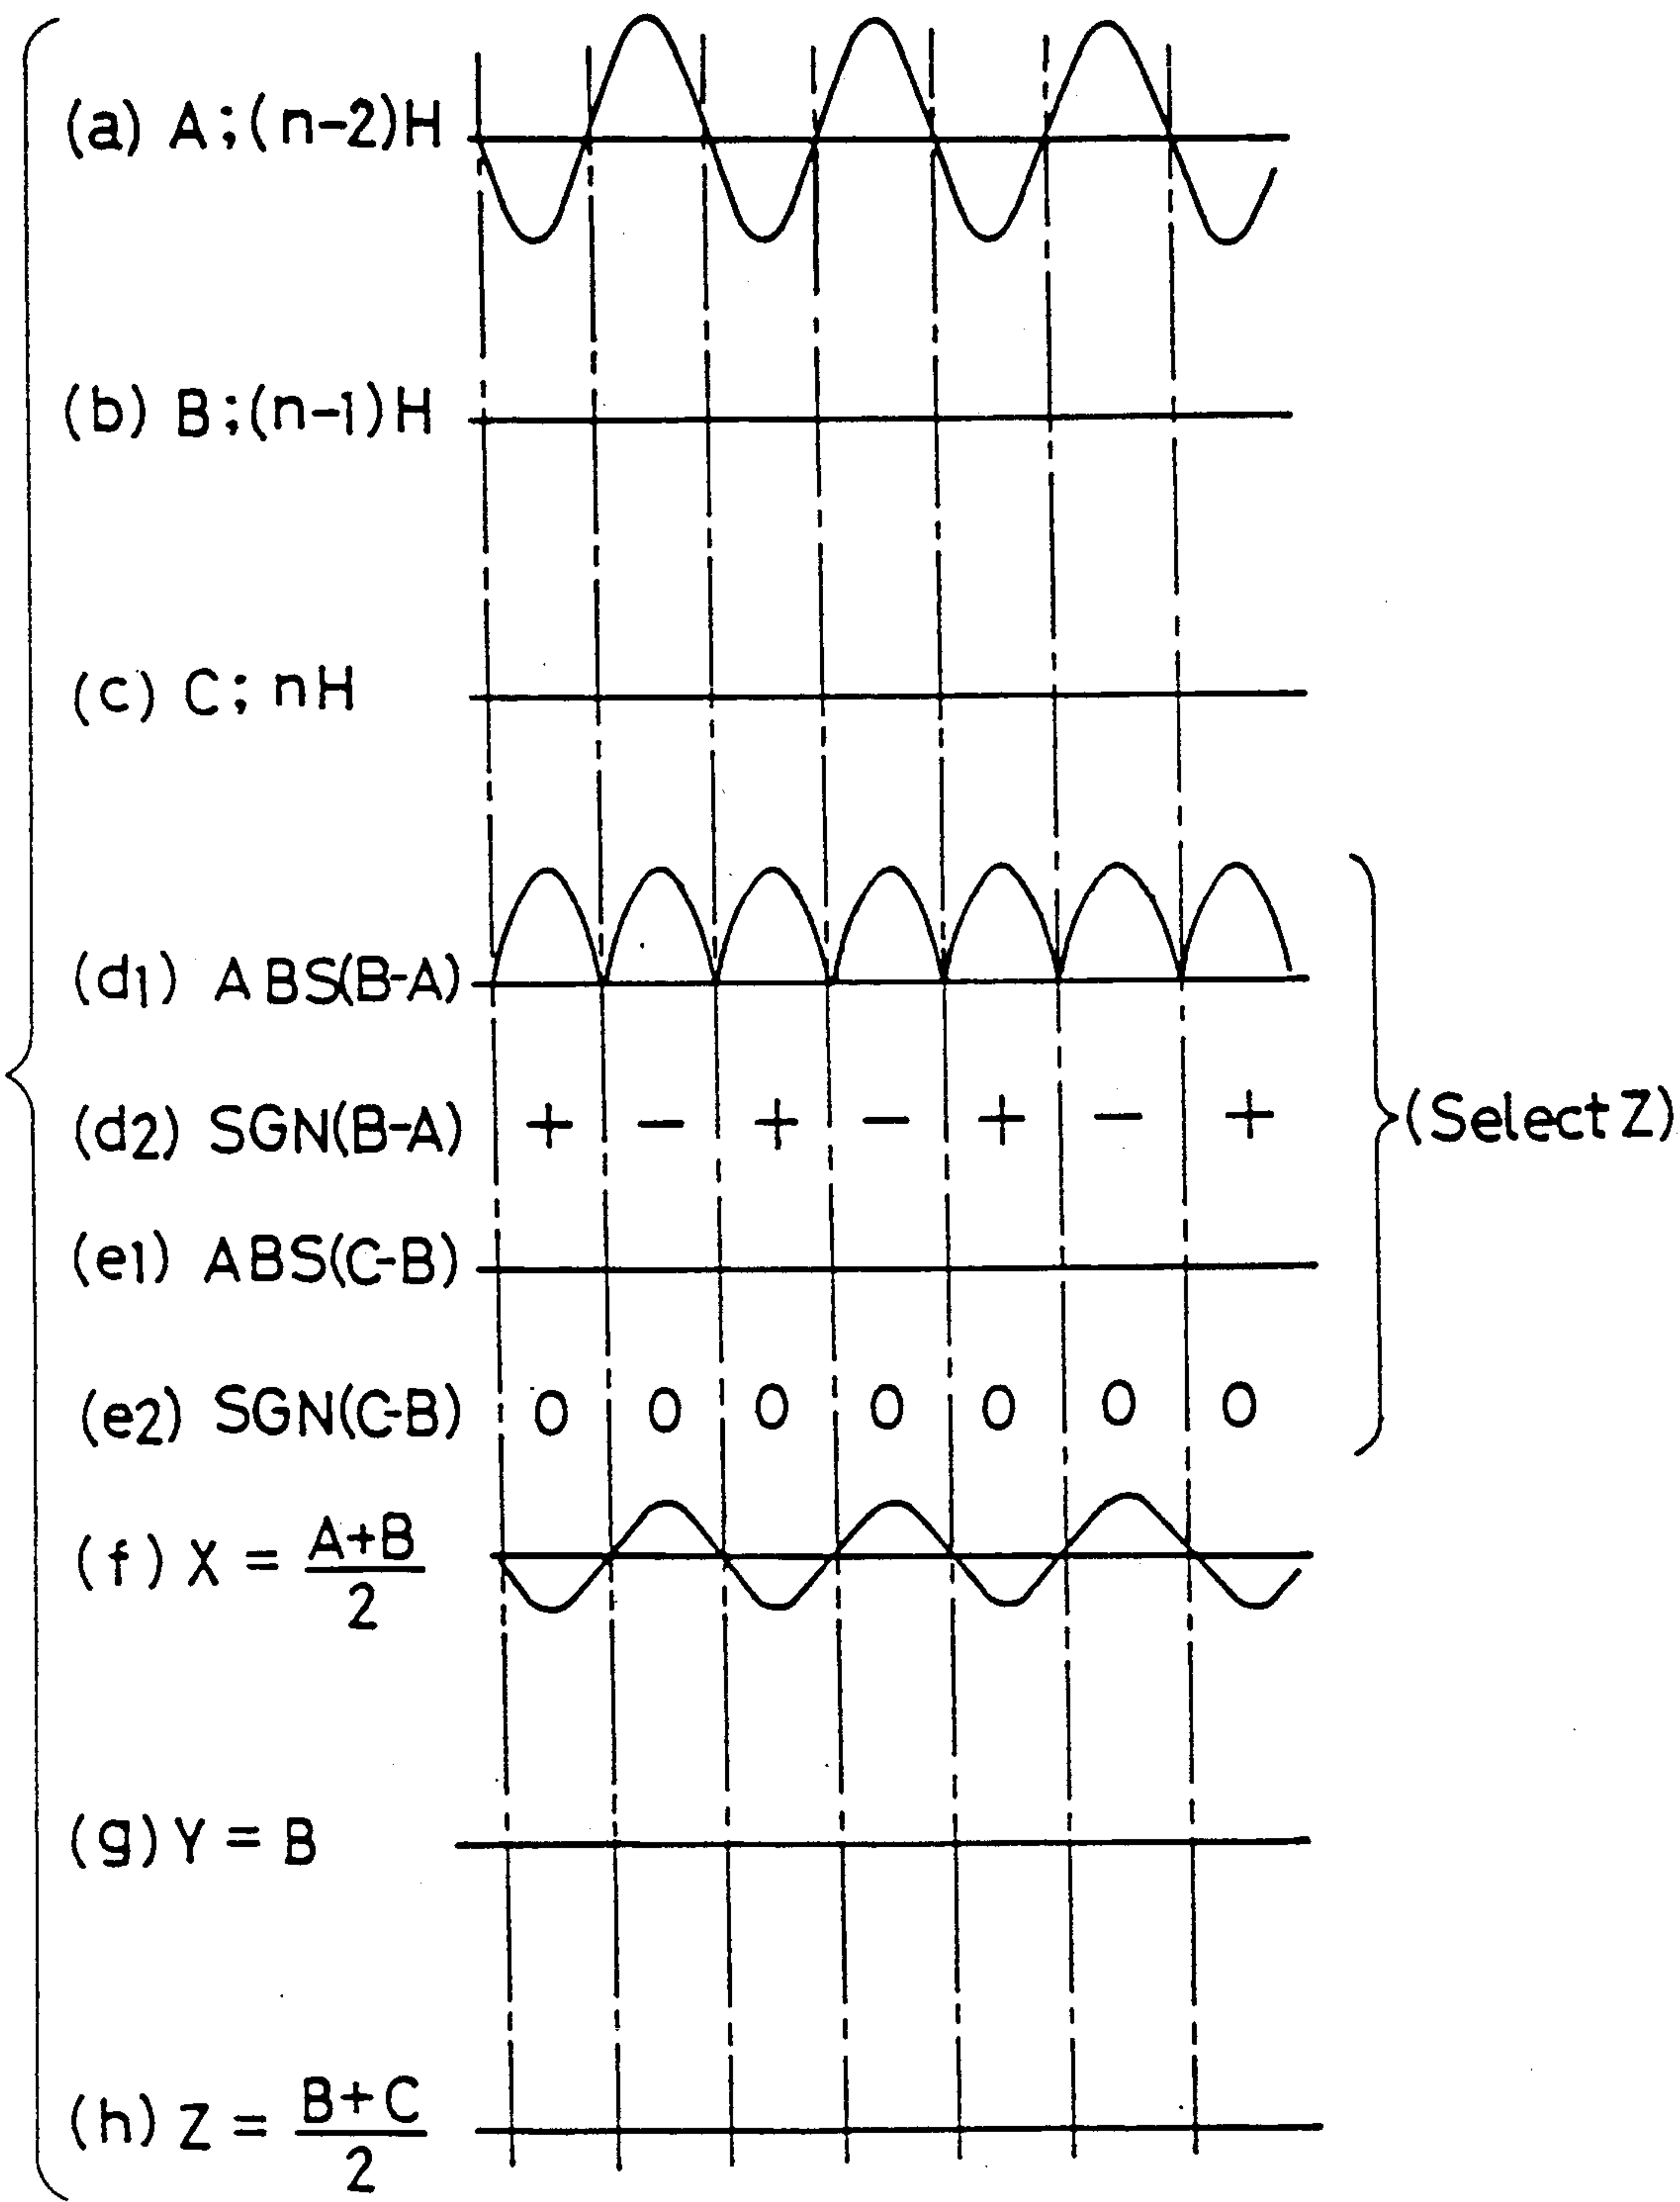 (a) A;(n-2)H
(b) B;(n-1)H
(c) C; nH
(d1) ABS(B-A)
(d2) SGN(B-A) + - + - + - +
(Select Z)
(e1) ABS(C-B)
(e2) SGN(C-B) 0 0 0 0 0 0 0
(f) X = A+B
2
(g) Y = B
(h) Z = B+C
2